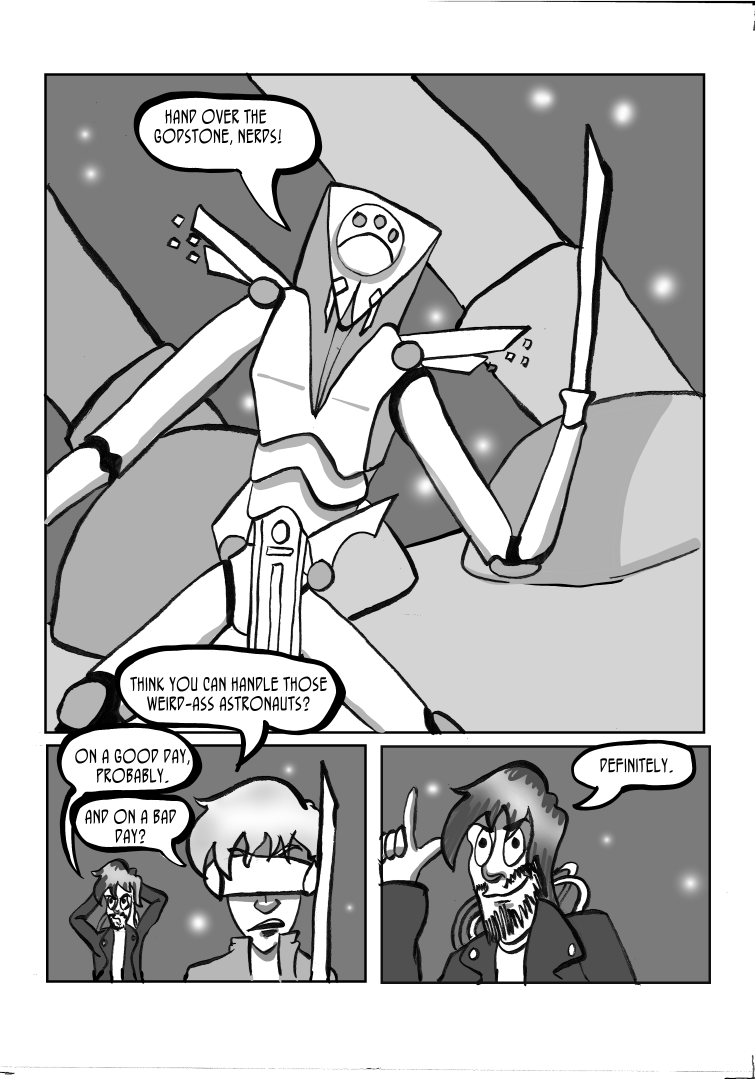 HAND OVER THE
GODSTONE, NERDS!
THINK YOU CAN HANDLE THOSE
WEIRD-ASS ASTRONAUTS?
ON A GOOD DAY,
PROBABLY.
AND ON A BAD
DAY?
DEFINITELY.